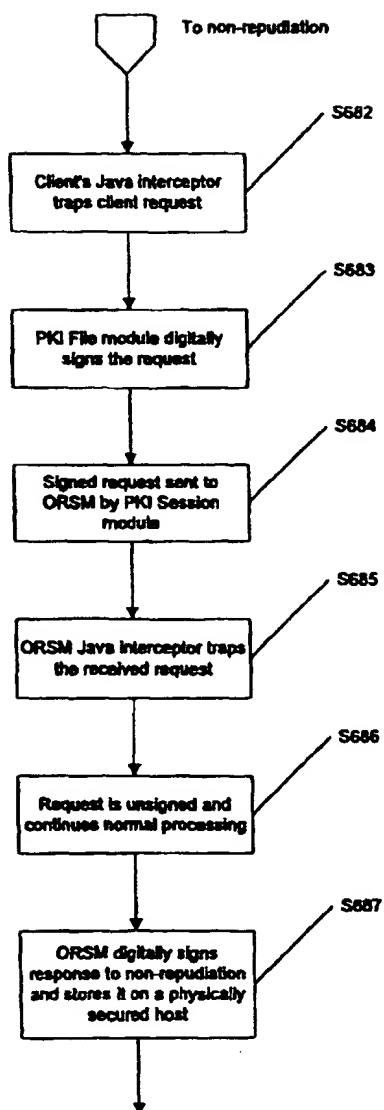 To non-repudiation
S682
Client's Java interceptor
traps client request
S683
PKI File module digitally
signs the request
S684
Signed request sent to
ORSM by PKI Session
module
S685
ORSM Java interceptor traps
the received request
S686
Request is unsigned and
continues normal processing
S687
ORSM digitally signs
response to non-repudiation
and stores it on a physically
secured host